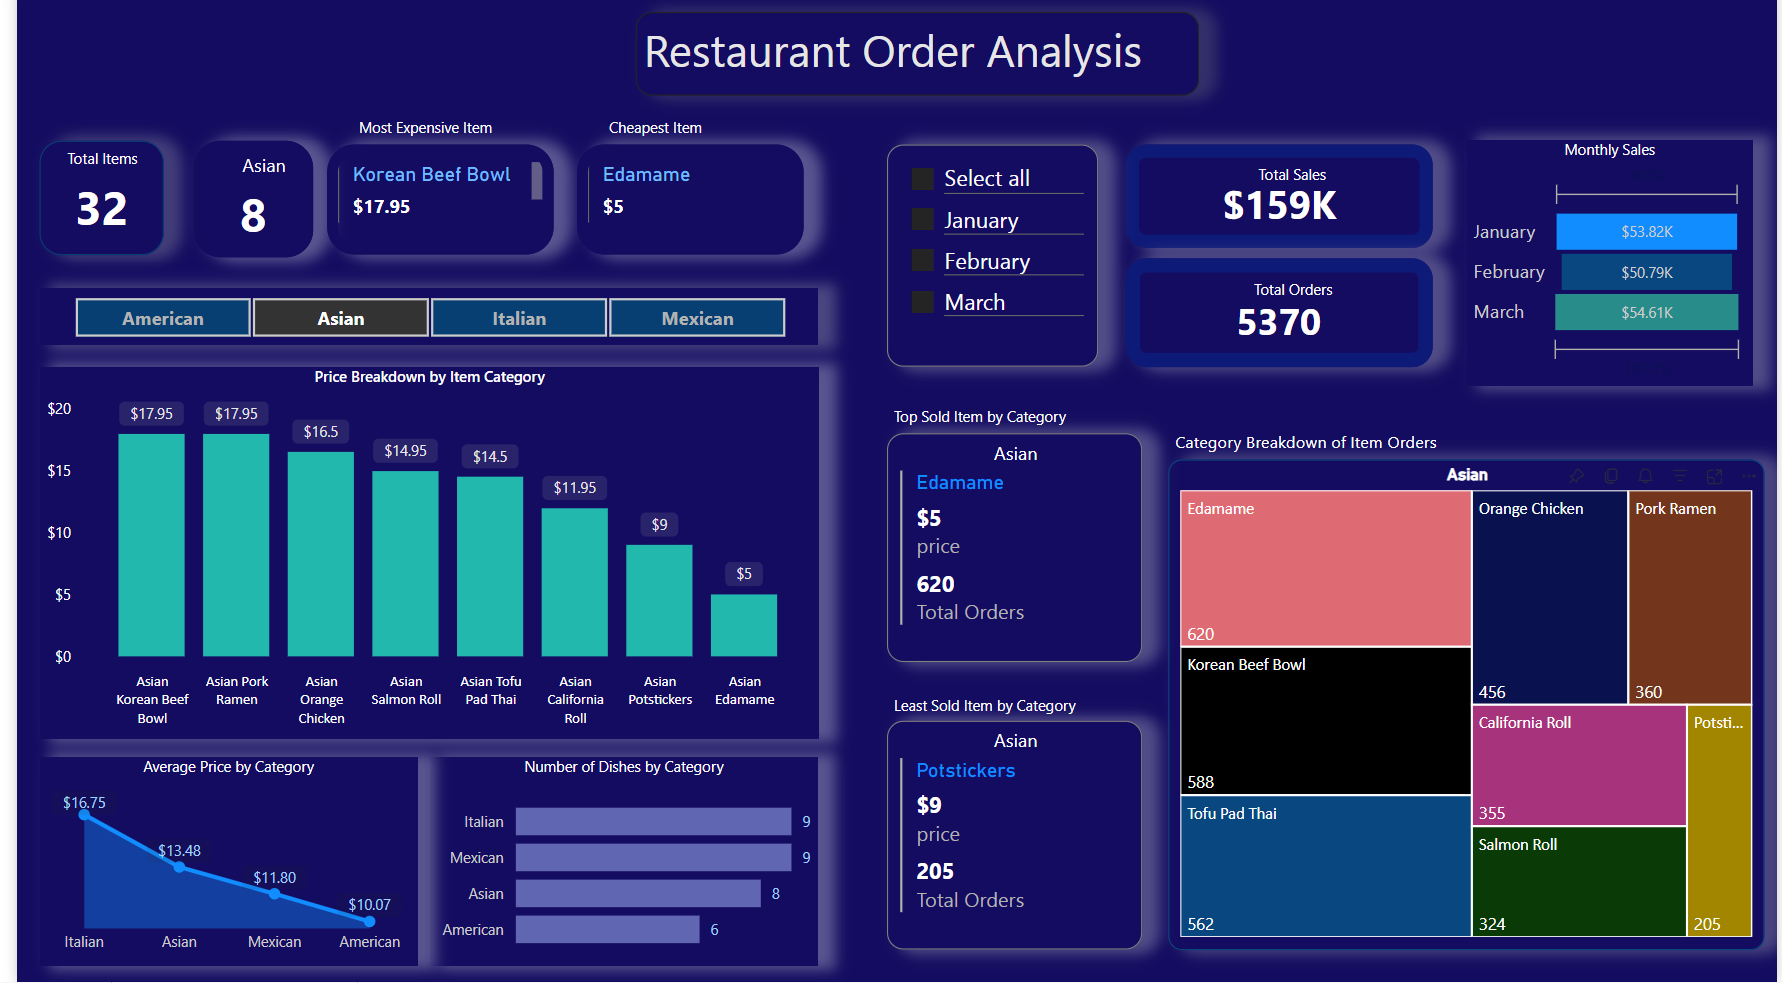 Restaurant Order Analysis
Total Items
32
Asian
8
Most Expensive Item
Korean Beef Bowl
$17.95
Cheapest Item
Edamame
$5
American
Asian
Italian
Mexican
Select all
January
February
March
Total Sales
$159K
Total Orders
5370
Monthly Sales
January
$53.82K
February
$50.79K
March
$54.61K
Price Breakdown by Item Category
$20
$15
$10
$5
$0
$17.95
$17.95
$16.5
$14.95
$14.5
$11.95
$9
$5
Asian
Korean Beef
Bowl
Asian Pork
Ramen
Asian
Orange
Chicken
Asian
Salmon Roll
Asian Tofu
Pad Thai
Asian
California
Roll
Asian
Potstickers
Asian
Edamame
Average Price by Category
$16.75
$13.48
$11.80
$10.07
Italian
Asian
Mexican
American
Number of Dishes by Category
Italian
9
Mexican
9
Asian
8
American
6
Top Sold Item by Category
Asian
Edamame
$5
price
620
Total Orders
Least Sold Item by Category
Asian
Potstickers
$9
price
205
Total Orders
Category Breakdown of Item Orders
Asian
Edamame
620
Korean Beef Bowl
588
Tofu Pad Thai
562
Orange Chicken
456
Pork Ramen
360
California Roll
355
Salmon Roll
324
Potsti...
205